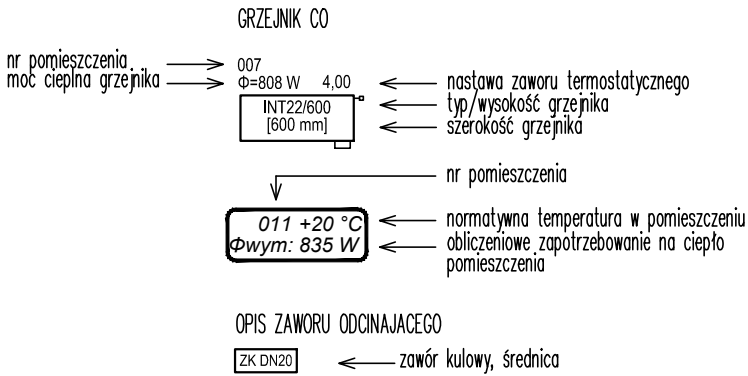 GRZEJNIK CO
nr pomieszczenia
007
moc cieplna grzejnika
Φ=808 W 4,00
nastawa zaworu termostatycznego
INT22/600
typ/wysokość grzejnika
[600 mm]
szerokość grzejnika
nr pomieszczenia
011 +20 °C
normatywna temperatura w pomieszczeniu
Φwym: 835 W
obliczeniowe zapotrzebowanie na ciepło
pomieszczenia
OPIS ZAWORU ODCINAJACEGO
ZK DN20
zawór kulowy, średnica